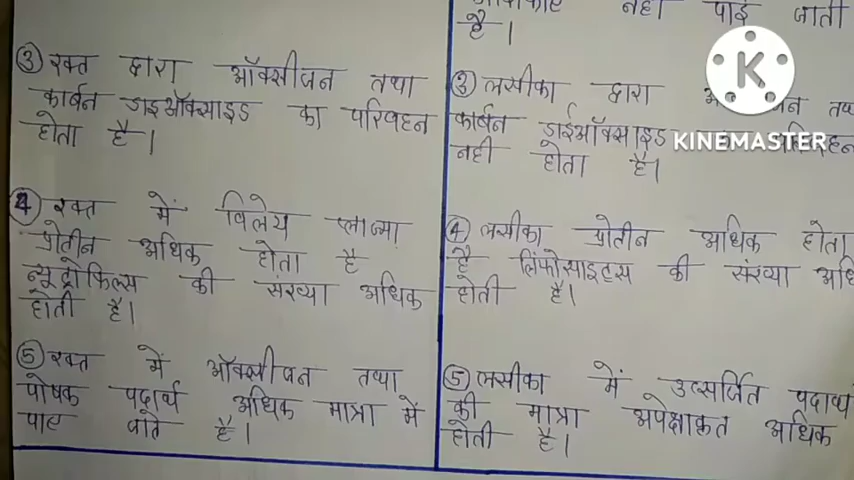 ③ रक्त द्वारा ऑक्सीजन तथा
कार्बन डाइऑक्साइड का परिवहन
होता है।
④ रक्त में विलेय प्लाज्मा
प्रोतीन अधिक होता है
न्यूट्रोफिल्स की संख्या अधिक
होती है।
⑤ रक्त में ऑक्सीजन तथा
पोषक पदार्थ अधिक मात्रा में
पाए जाते है।
नही पाई जाती
है।
③ लसीका द्वारा
कार्बन डाईऑक्साइड
नही होता है।
④ लसीका प्रोतीन अधिक होता
है लिंफोसाइट्स की संख्या
होती है।
⑤ लसीका में उत्सर्जित पदार्थ
की मात्रा अपेक्षाकृत अधिक
होती है।
K
KINEMASTER